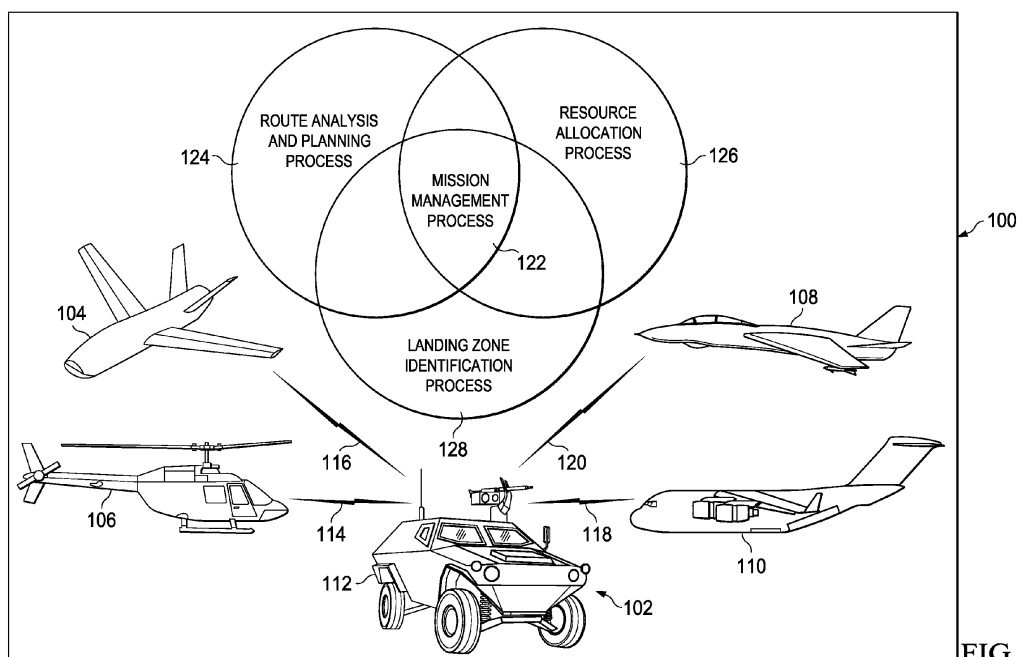 ROUTE ANALYSIS
AND PLANNING
PROCESS
RESOURCE
ALLOCATION
PROCESS
124
126
MISSION
MANAGEMENT
PROCESS
122
100
104
108
LANDING ZONE
IDENTIFICATION
PROCESS
128
116
120
106
114
118
110
112
102
FIG